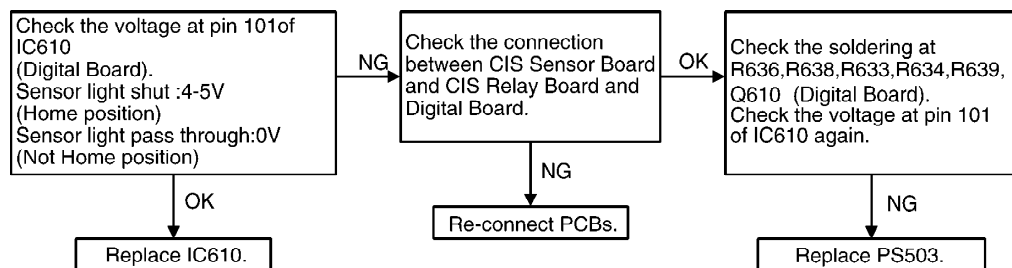 Check the voltage at pin 101of
IC610
(Digital Board).
Sensor light shut :4-5V
(Home position)
Sensor light pass through:0V
(Not Home position)
NG
Check the connection
between CIS Sensor Board
and CIS Relay Board and
Digital Board.
OK
Check the soldering at
R636,R638,R633,R634,R639,
Q610 (Digital Board).
Check the voltage at pin 101
of IC610 again.
OK
NG
NG
Replace IC610.
Re-connect PCBs.
Replace PS503.